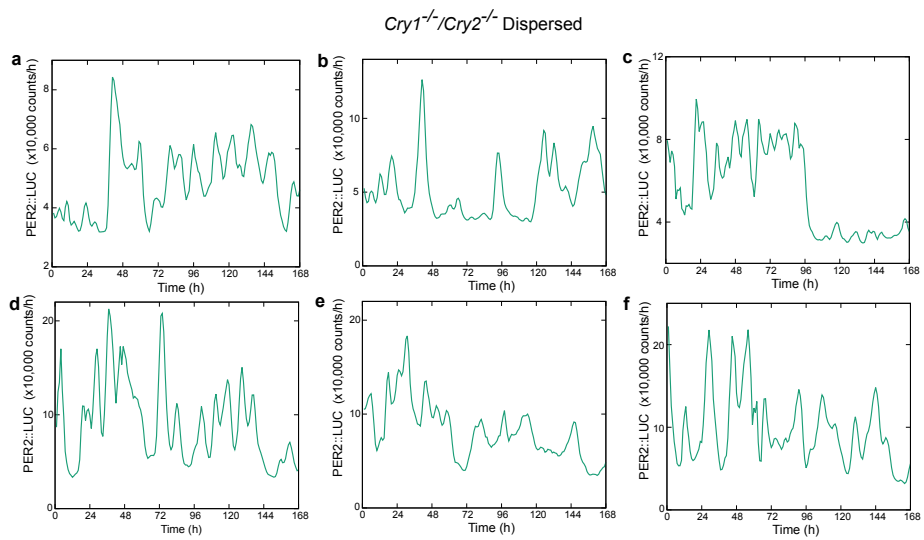 Cry1-/-/Cry2-/- Dispersed
a
PER2::LUC (x10,000 counts/h)
8
6
4
2
0 24 48 72 96 120 144 168
Time (h)
b
PER2::LUC (x10,000 counts/h)
10
5
0
0 24 48 72 96 120 144 168
Time (h)
c
PER2::LUC (x10,000 counts/h)
12
8
4
0 24 48 72 96 120 144 168
Time (h)
d
PER2::LUC (x10,000 counts/h)
20
10
0
0 24 48 72 96 120 144 168
Time (h)
e
PER2::LUC (x10,000 counts/h)
20
10
0
0 24 48 72 96 120 144 168
Time (h)
f
PER2::LUC (x10,000 counts/h)
20
10
0
0 24 48 72 96 120 144 168
Time (h)